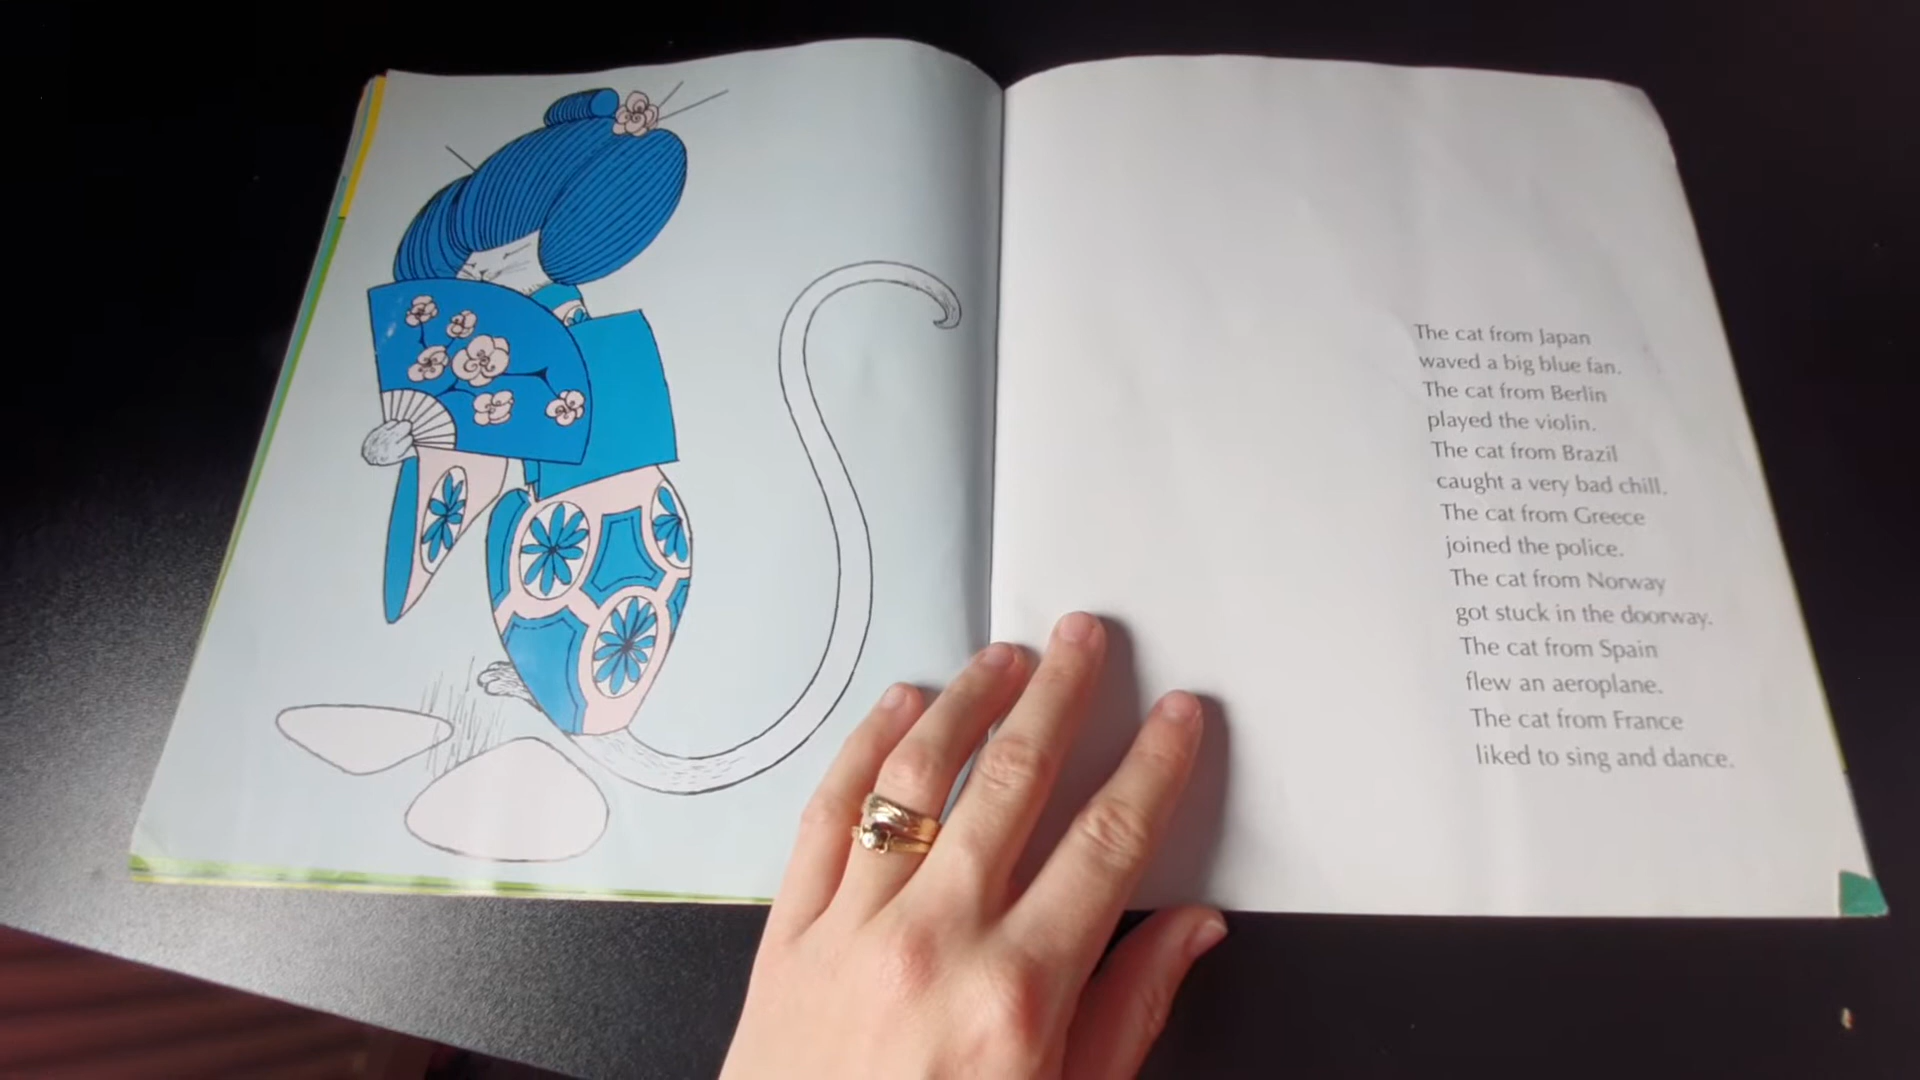 The cat from Japan
waved a big blue fan.
The cat from Berlin
played the violin.
The cat from Brazil
caught a very bad chill.
The cat from Greece
joined the police.
The cat from Norway
got stuck in the doorway.
The cat from Spain
flew an aeroplane.
The cat from France
liked to sing and dance.